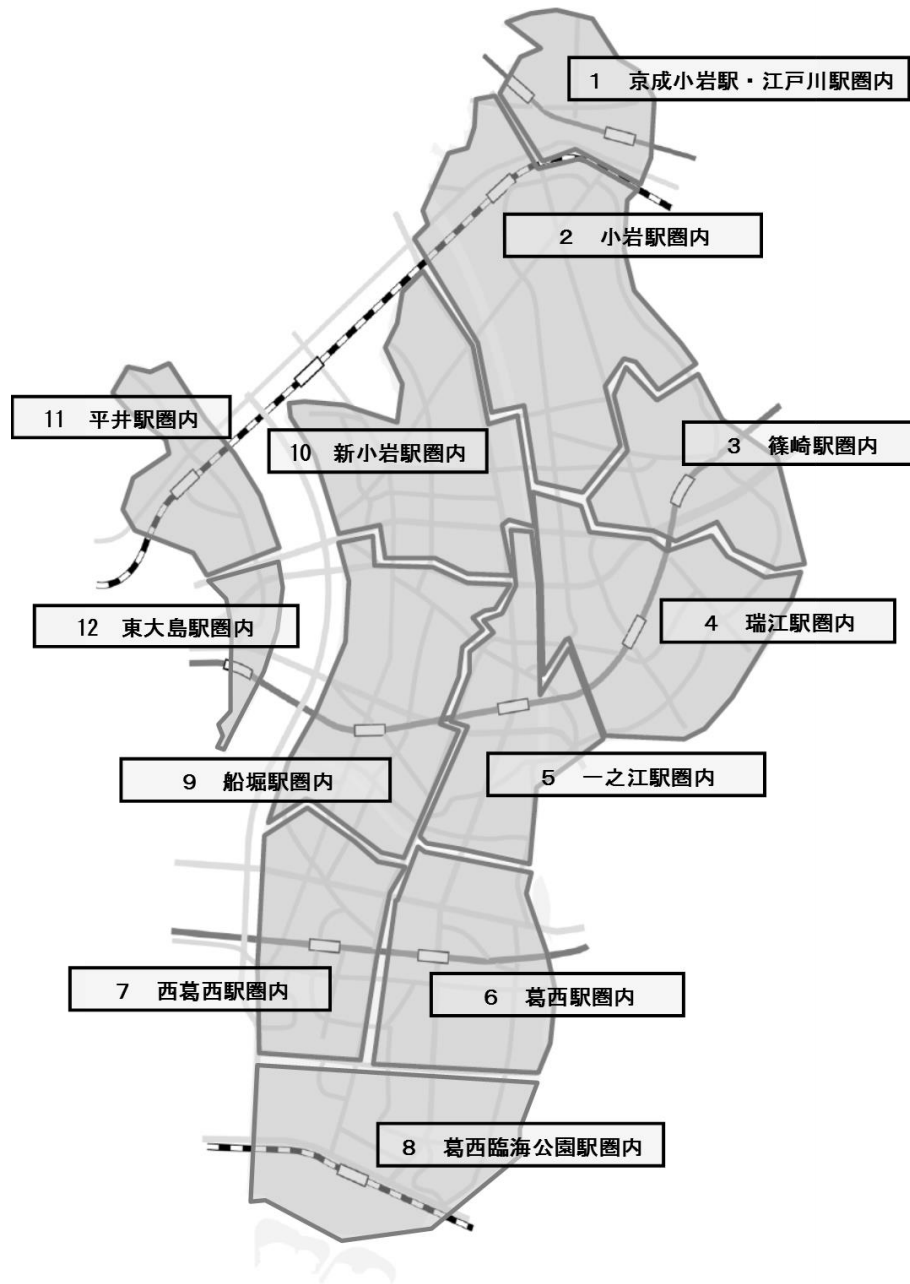 1 京成小岩駅・江戸川駅圏内
2 小岩駅圏内
11 平井駅圏内
10 新小岩駅圏内
3 篠崎駅圏内
12 東大島駅圏内
4 瑞江駅圏内
9 船堀駅圏内
5 一之江駅圏内
7 西葛西駅圏内
6 葛西駅圏内
8 葛西臨海公園駅圏内